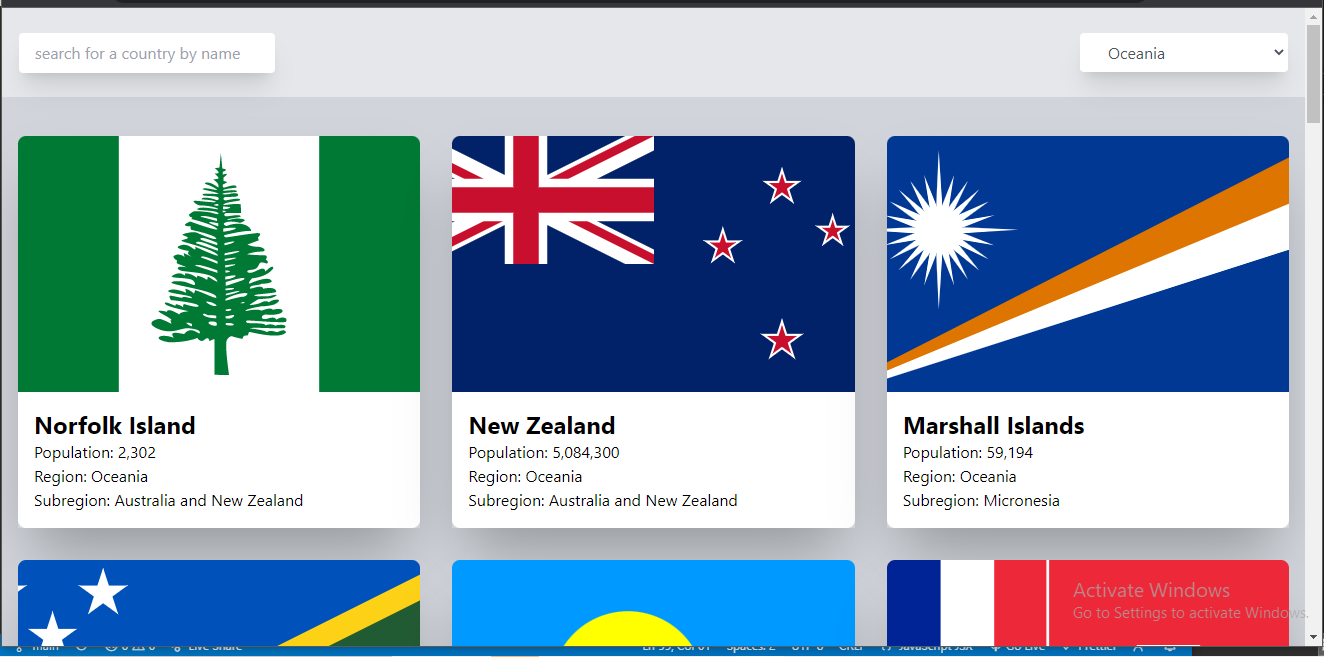 search for a country by name
Oceania
Norfolk Island
Population: 2,302
Region: Oceania
Subregion: Australia and New Zealand
New Zealand
Population: 5,084,300
Region: Oceania
Subregion: Australia and New Zealand
Marshall Islands
Population: 59,194
Region: Oceania
Subregion: Micronesia
Activate Windows
Go to Settings to activate Windows.
main
Live Share
Spaces: 2
UTF-8
CRLF
JavaScript JSX
Go Live
Prettier